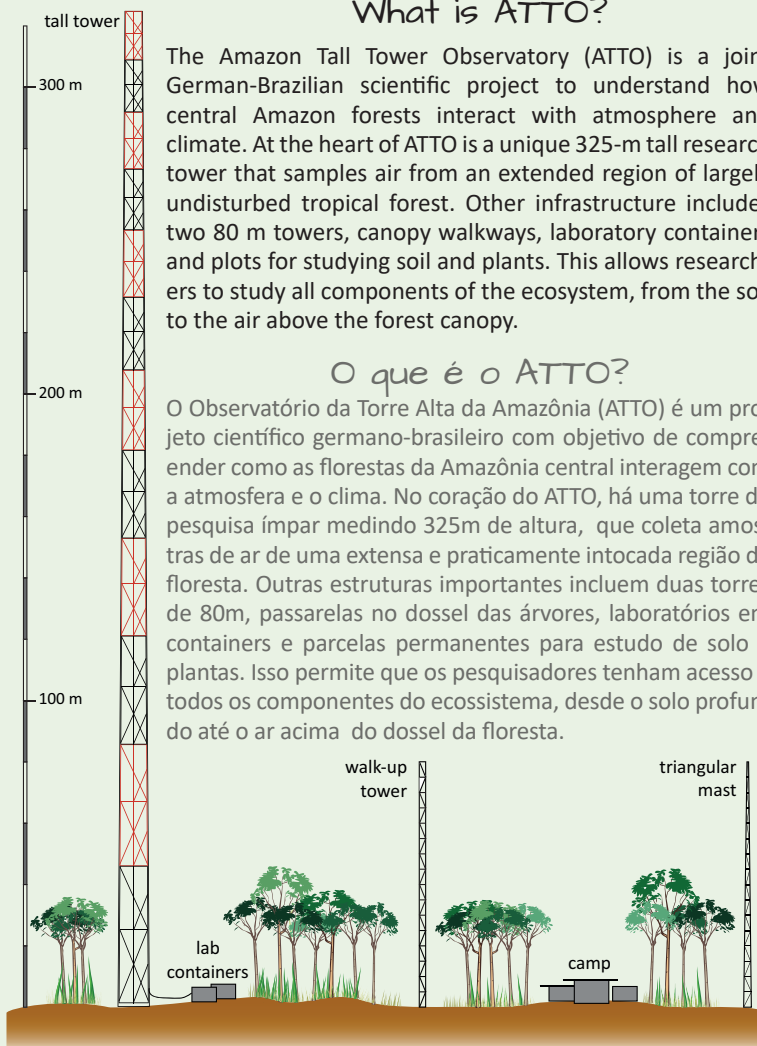 What is ATTO?
The Amazon Tall Tower Observatory (ATTO) is a join
German-Brazilian scientific project to understand how
central Amazon forests interact with atmosphere an
climate. At the heart of ATTO is a unique 325-m tall researc
tower that samples air from an extended region of largel
undisturbed tropical forest. Other infrastructure include
two 80 m towers, canopy walkways, laboratory container
and plots for studying soil and plants. This allows research
ers to study all components of the ecosystem, from the so
to the air above the forest canopy.
O que é o ATTO?
O Observatório da Torre Alta da Amazônia (ATTO) é um pro
jeto científico germano-brasileiro com objetivo de compre
ender como as florestas da Amazônia central interagem com
a atmosfera e o clima. No coração do ATTO, há uma torre d
pesquisa ímpar medindo 325m de altura, que coleta amos
tras de ar de uma extensa e praticamente intocada região d
floresta. Outras estruturas importantes incluem duas torre
de 80m, passarelas no dossel das árvores, laboratórios em
containers e parcelas permanentes para estudo de solo
plantas. Isso permite que os pesquisadores tenham acesso
todos os componentes do ecossistema, desde o solo profun
do até o ar acima do dossel da floresta.
tall tower
300 m
200 m
100 m
walk-up
tower
triangular
mast
lab
containers
camp